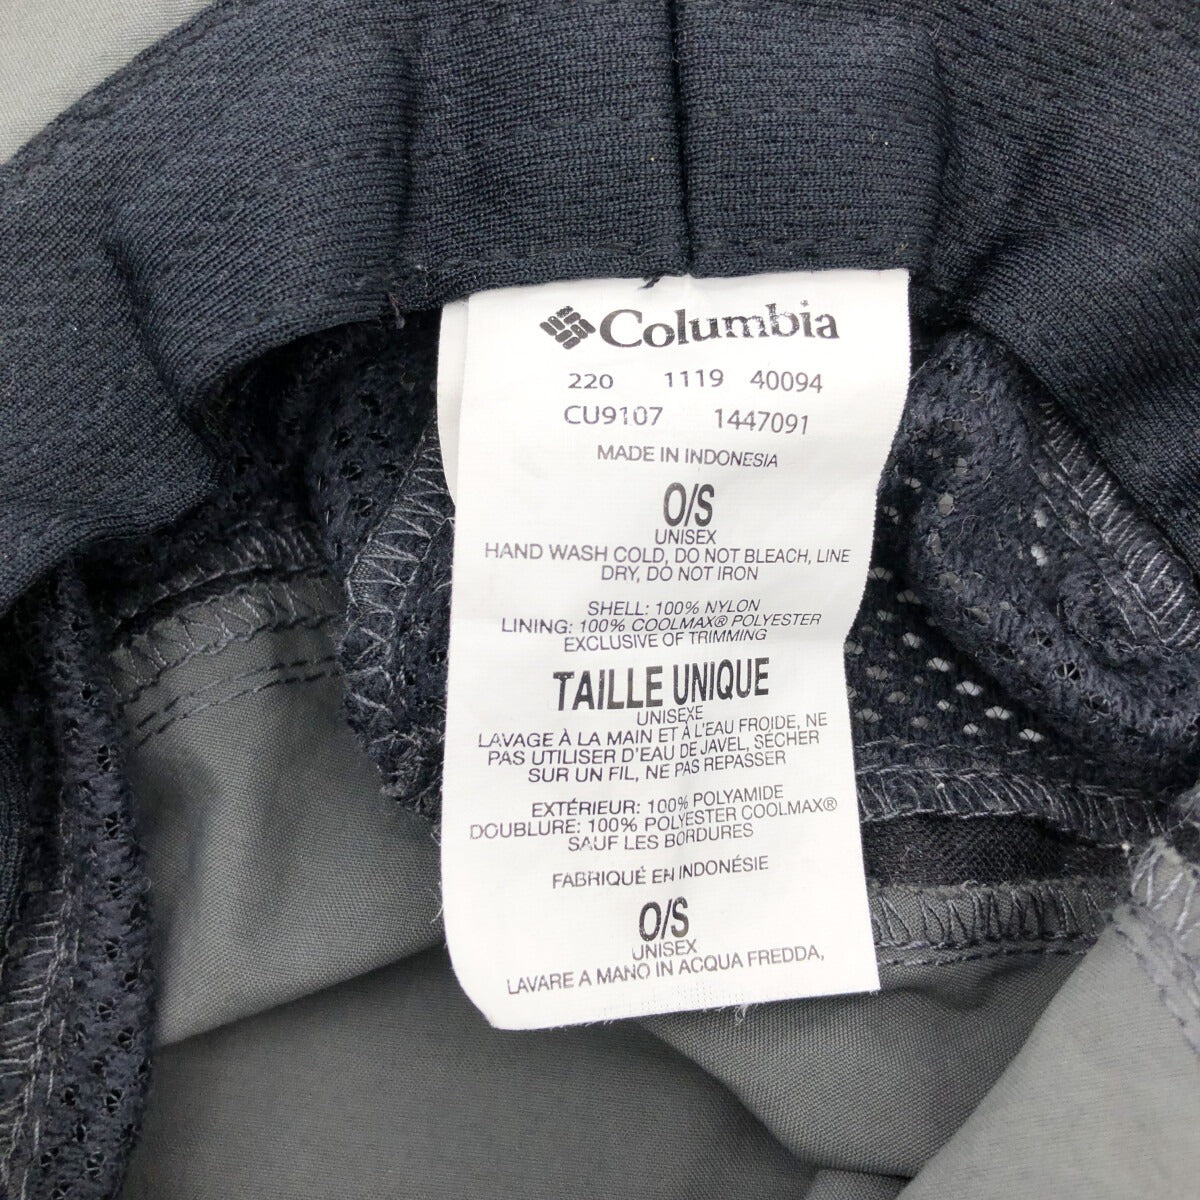 Columbia
220 1119 40094
CU9107 1447091
MADE IN INDONESIA
O/S
UNISEX
HAND WASH COLD, DO NOT BLEACH, LINE
DRY, DO NOT IRON
SHELL: 100% NYLON
LINING: 100% COOLMAX® POLYESTER
EXCLUSIVE OF TRIMMING
TAILLE UNIQUE
UNISEXE
LAVAGE À LA MAIN ET À L'EAU FROIDE, NE
PAS UTILISER D'EAU DE JAVEL, SÉCHER
SUR UN FIL, NE PAS REPASSER
EXTÉRIEUR: 100% POLYAMIDE
DOUBLURE: 100% POLYESTER COOLMAX®
SAUF LES BORDURES
FABRIQUÉ EN INDONÉSIE
O/S
UNISEX
LAVARE A MANO IN ACQUA FREDDA,